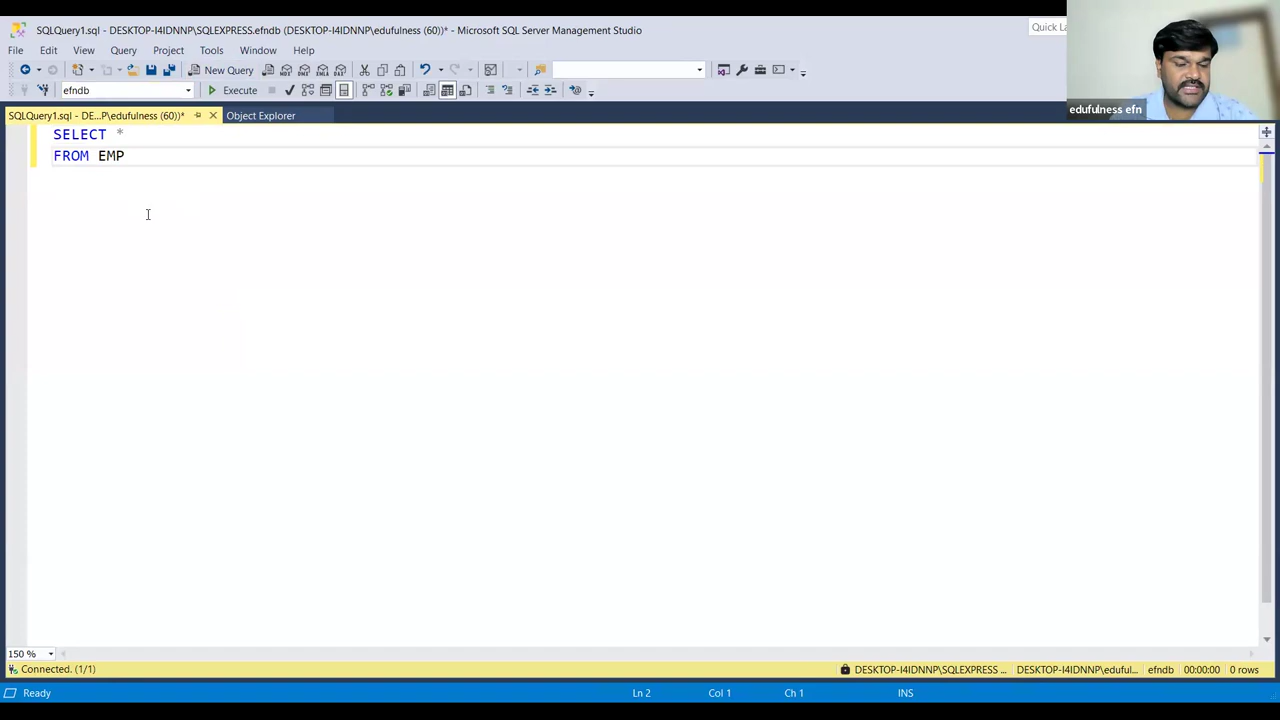 SQLQuery1.sql - DESKTOP-I4IDNNP\SQLEXPRESS.efndb (DESKTOP-I4IDNNP\edufulness (60))* - Microsoft SQL Server Management Studio
Quick La
File Edit View Query Project Tools Window Help
New Query
efndb Execute
edufulness efn
SQLQuery1.sql - DE...P\edufulness (60))* Object Explorer
SELECT *
FROM EMP
150 %
Connected. (1/1) DESKTOP-I4IDNNP\SQLEXPRESS ... DESKTOP-I4IDNNP\eduful... efndb 00:00:00 0 rows
Ready Ln 2 Col 1 Ch 1 INS